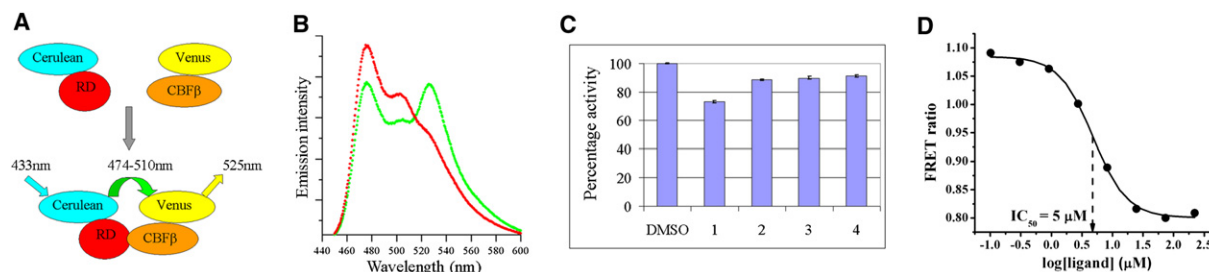 A
Cerulean
Venus
RD
CBFβ
433nm
474-510nm
525nm
Cerulean
Venus
RD
CBFβ
B
Emission intensity
440 460 480 500 520 540 560 580 600
Wavelength (nm)
C
Percentage activity
100
80
60
40
20
0
DMSO 1 2 3 4
D
FRET ratio
1.10
1.05
1.00
0.95
0.90
0.85
0.80
IC50 = 5 μM
-1.0 -0.5 0.0 0.5 1.0 1.5 2.0 2.5
log[ligand] (μM)